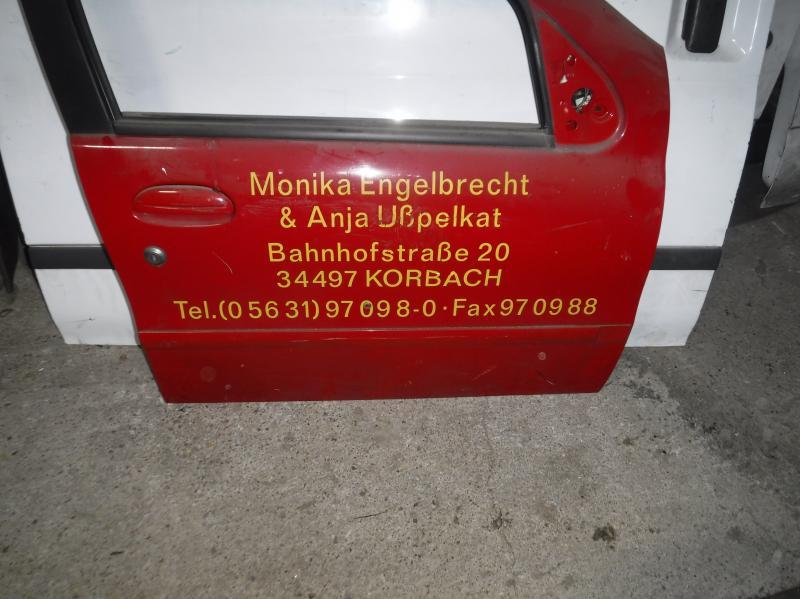 Monika Engelbrecht
& Anja Ußpelkat
Bahnhofstraße 20
34497 KORBACH
Tel.(0 56 31) 97 09 8-0 · Fax 97 09 88